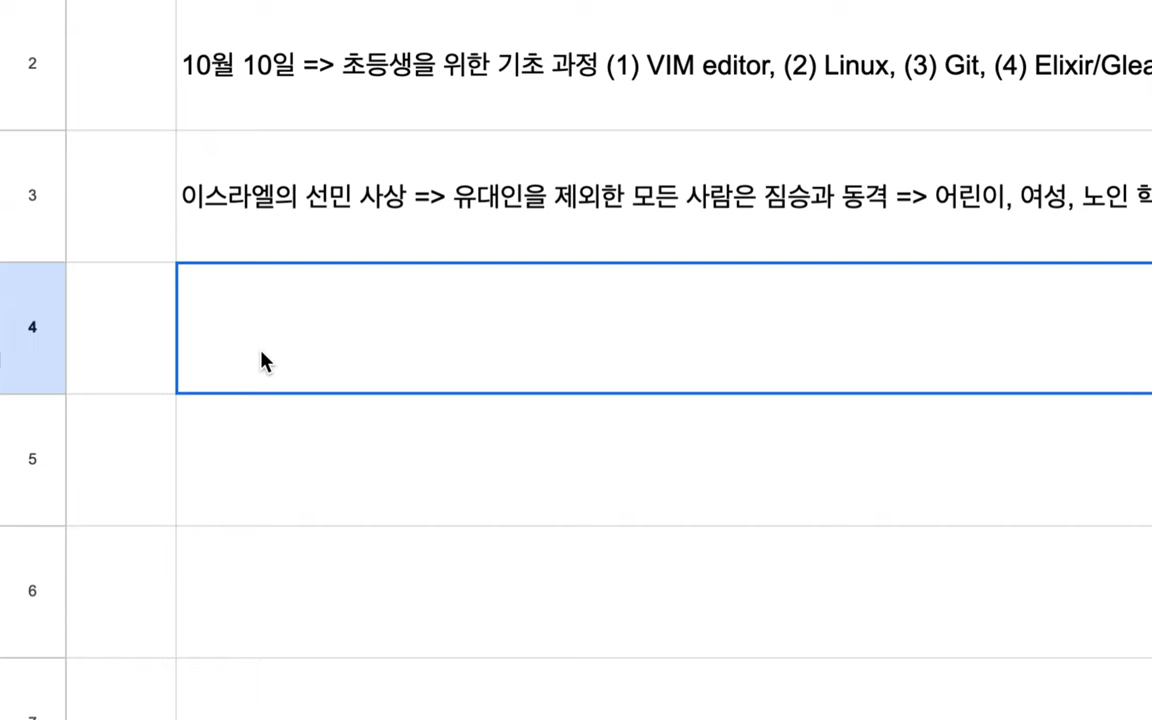 2
10월 10일 => 초등생을 위한 기초 과정 (1) VIM editor, (2) Linux, (3) Git, (4)
3
이스라엘의 선민 사상 => 유대인을 제외한 모든 사람은 짐승과 동격 => 어린이, 여성, 노인
4
5
6